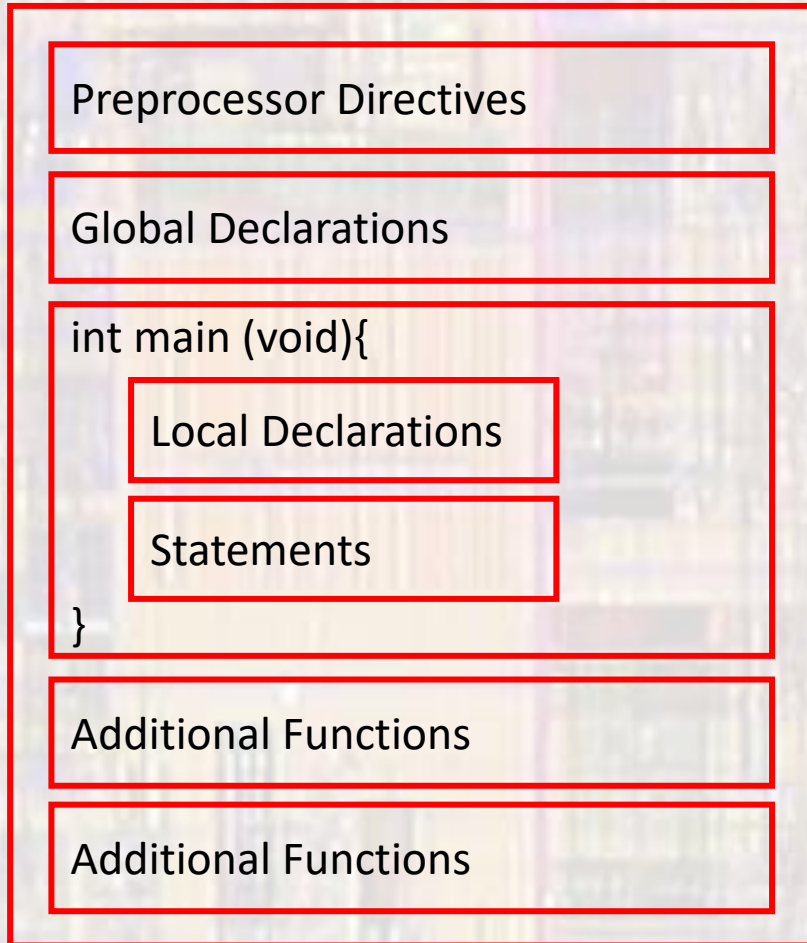 Preprocessor Directives
Global Declarations
int main (void){
Local Declarations
Statements
}
Additional Functions
Additional Functions